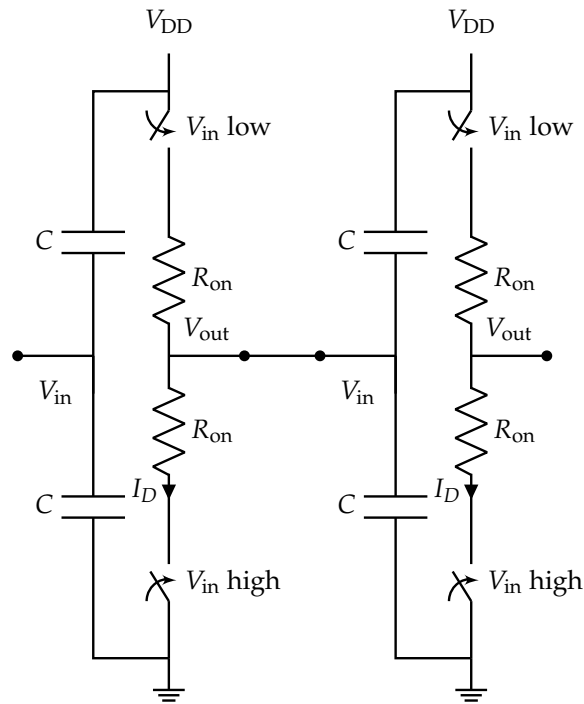 V_DD V_DD
V_in low V_in low
C C
R_on R_on
V_out V_out
V_in V_in
R_on R_on
C I_D C I_D
V_in high V_in high